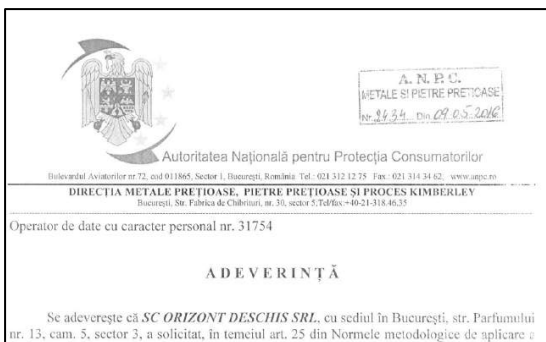 A. N. P. C.
METALE SI PIETRE PRETIOASE
Nr. 2434 Din 09.05.2016
Autoritatea Națională pentru Protecția Consumatorilor
Bulevardul Aviatorilor nr. 72, cod 011865, Sector 1, București, România Tel.: 021 312 12 75 Fax.: 021 314 34 62; www.anpc.ro
DIRECȚIA METALE PREȚIOASE, PIETRE PREȚIOASE ȘI PROCES KIMBERLEY
București, Str. Fabrica de Chibrituri, nr. 30, sector 5,Tel/fax:+40-21-318.46.35
Operator de date cu caracter personal nr. 31754
ADEVERINȚĂ
Se adeverește că SC ORIZONT DESCHIS SRL, cu sediul în București, str. Parfumului
nr. 13, cam. 5, sector 3, a solicitat, în temeiul art. 25 din Normele metodologice de aplicare a